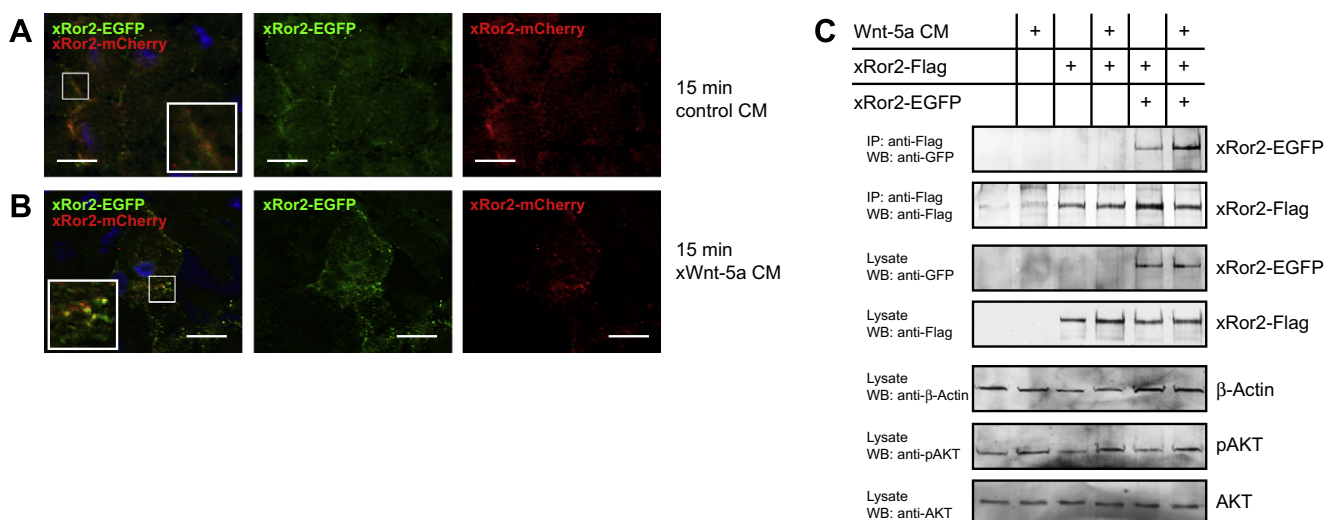 A
xRor2-EGFP
xRor2-mCherry
xRor2-EGFP
xRor2-mCherry
15 min
control CM
B
xRor2-EGFP
xRor2-mCherry
xRor2-EGFP
xRor2-mCherry
15 min
xWnt-5a CM
C
Wnt-5a CM + + +
xRor2-Flag + + + +
xRor2-EGFP + +
IP: anti-Flag
WB: anti-GFP
xRor2-EGFP
IP: anti-Flag
WB: anti-Flag
xRor2-Flag
Lysate
WB: anti-GFP
xRor2-EGFP
Lysate
WB: anti-Flag
xRor2-Flag
Lysate
WB: anti-β-Actin
β-Actin
Lysate
WB: anti-pAKT
pAKT
Lysate
WB: anti-AKT
AKT